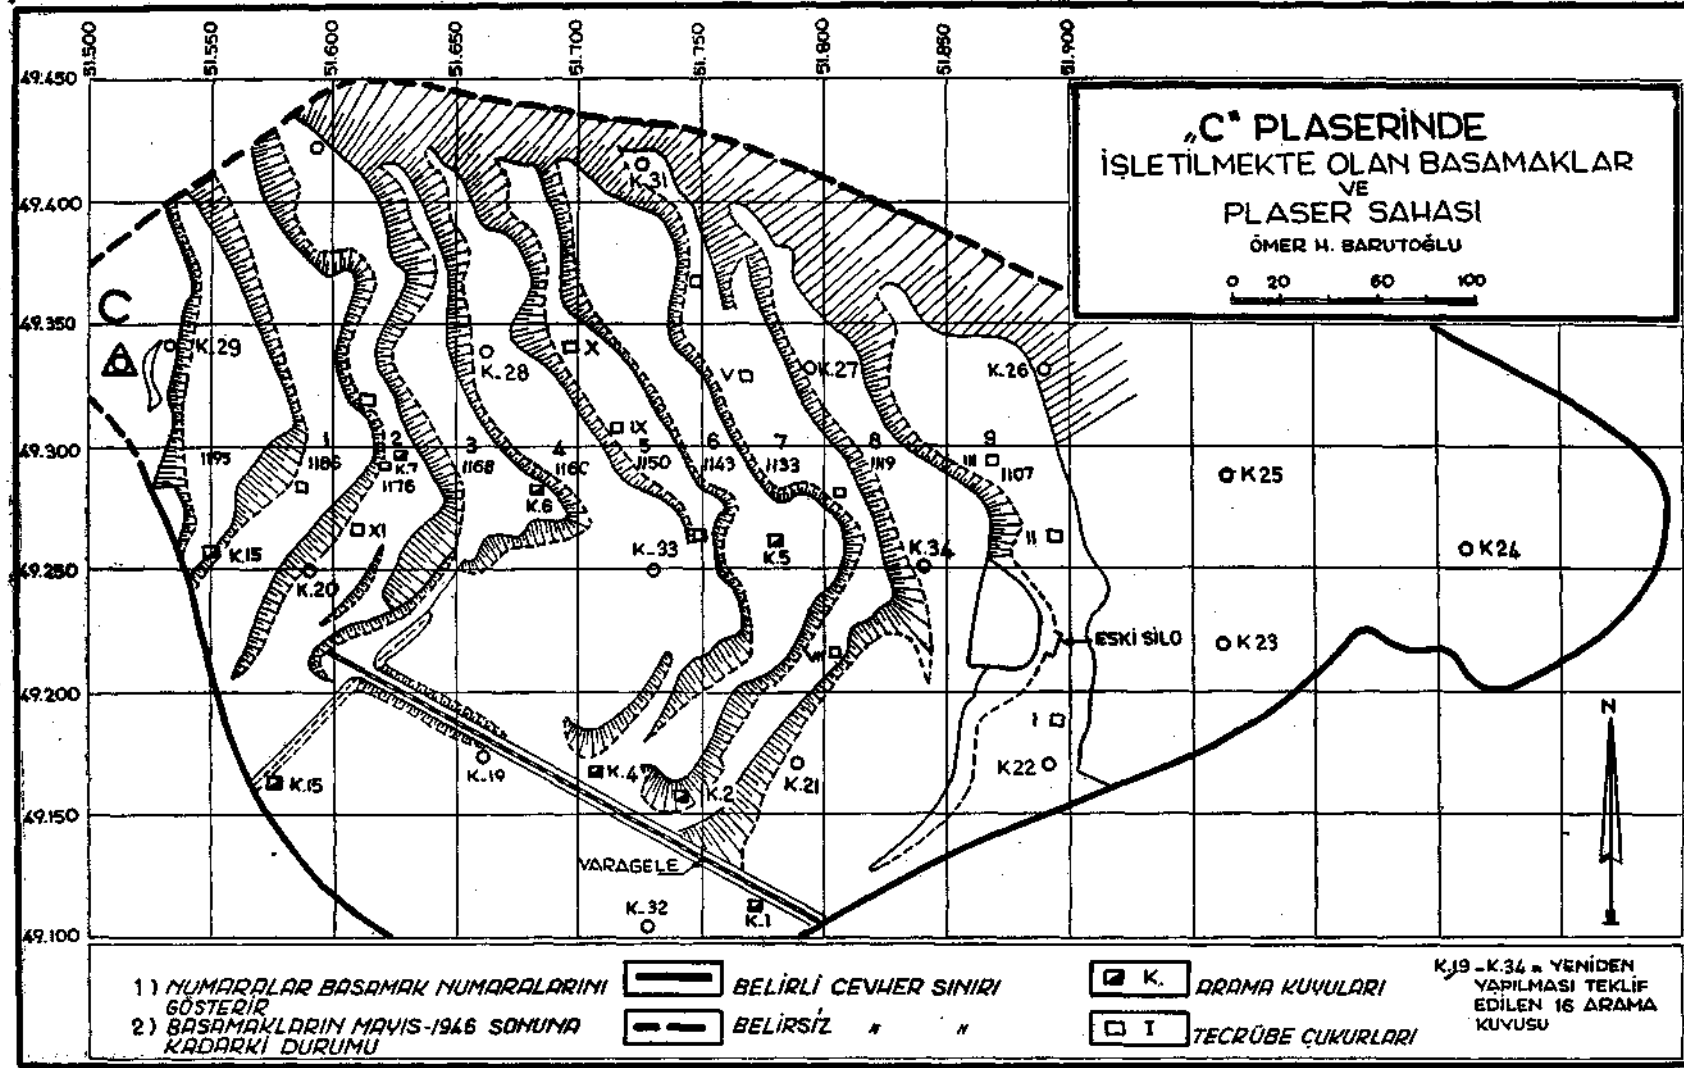 51.500 51.550 51.600 51.650 51.700 51.750 51.800 51.850 51.900
49.450
49.400
49.350
49.300
49.250
49.200
49.150
49.100
„C" PLASERİNDE
İŞLETİLMEKTE OLAN BASAMAKLAR
VE
PLASER SAHASI
ÖMER H. BARUTOĞLU
0 20 60 100
C
K.31
K.29
K.28
X
V
K.27
K.26
IX
1 2 3 4 5 6 7 8 9
1195 1186 1176 1168 1160 1150 1143 1133 1119 1107
III
K.7
K.6
K.25
XI
K.15
K.20
K.33
K.5
K.34
II
K24
ESKİ SİLO
K23
VII
I
K.15
K.19
K.4
K.2
K.21
K22
N
VARAGELE
K.32
K.1
1) NUMARALAR BASAMAK NUMARALARINI
GÖSTERİR
2) BASAMAKLARIN MAYIS-1946 SONUNA
KADARKİ DURUMU
BELİRLİ CEVHER SINIRI
BELİRSİZ " "
K. ARAMA KUYULARI
I TECRÜBE ÇUKURLARI
K.19-K.34 " YENİDEN
YAPILMASI TEKLİF
EDİLEN 16 ARAMA
KUYUSU